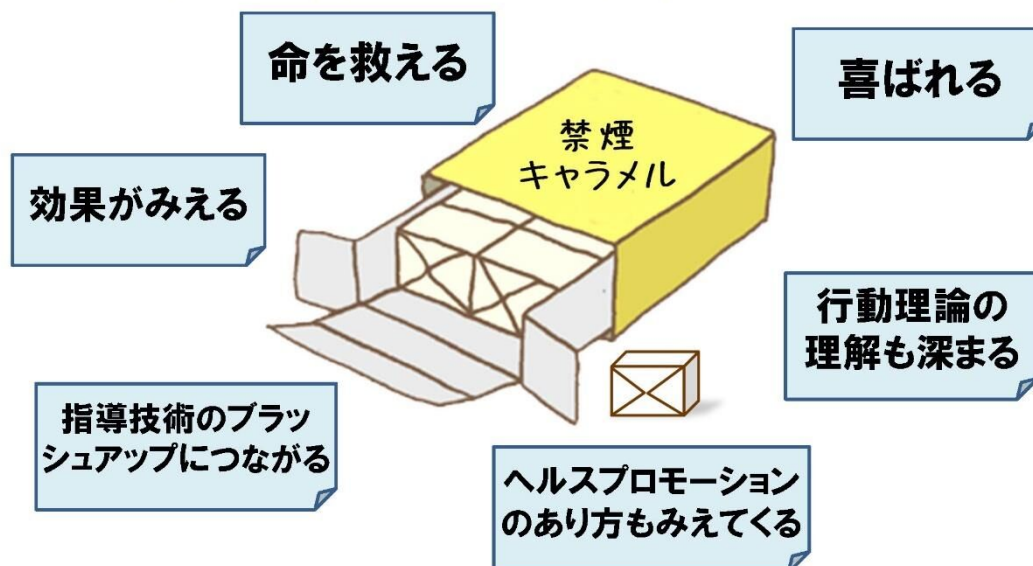 命を救える
喜ばれる
禁煙
キャラメル
効果がみえる
行動理論の
理解も深まる
指導技術のブラッ
シュアップにつながる
ヘルスプロモーション
のあり方もみえてくる